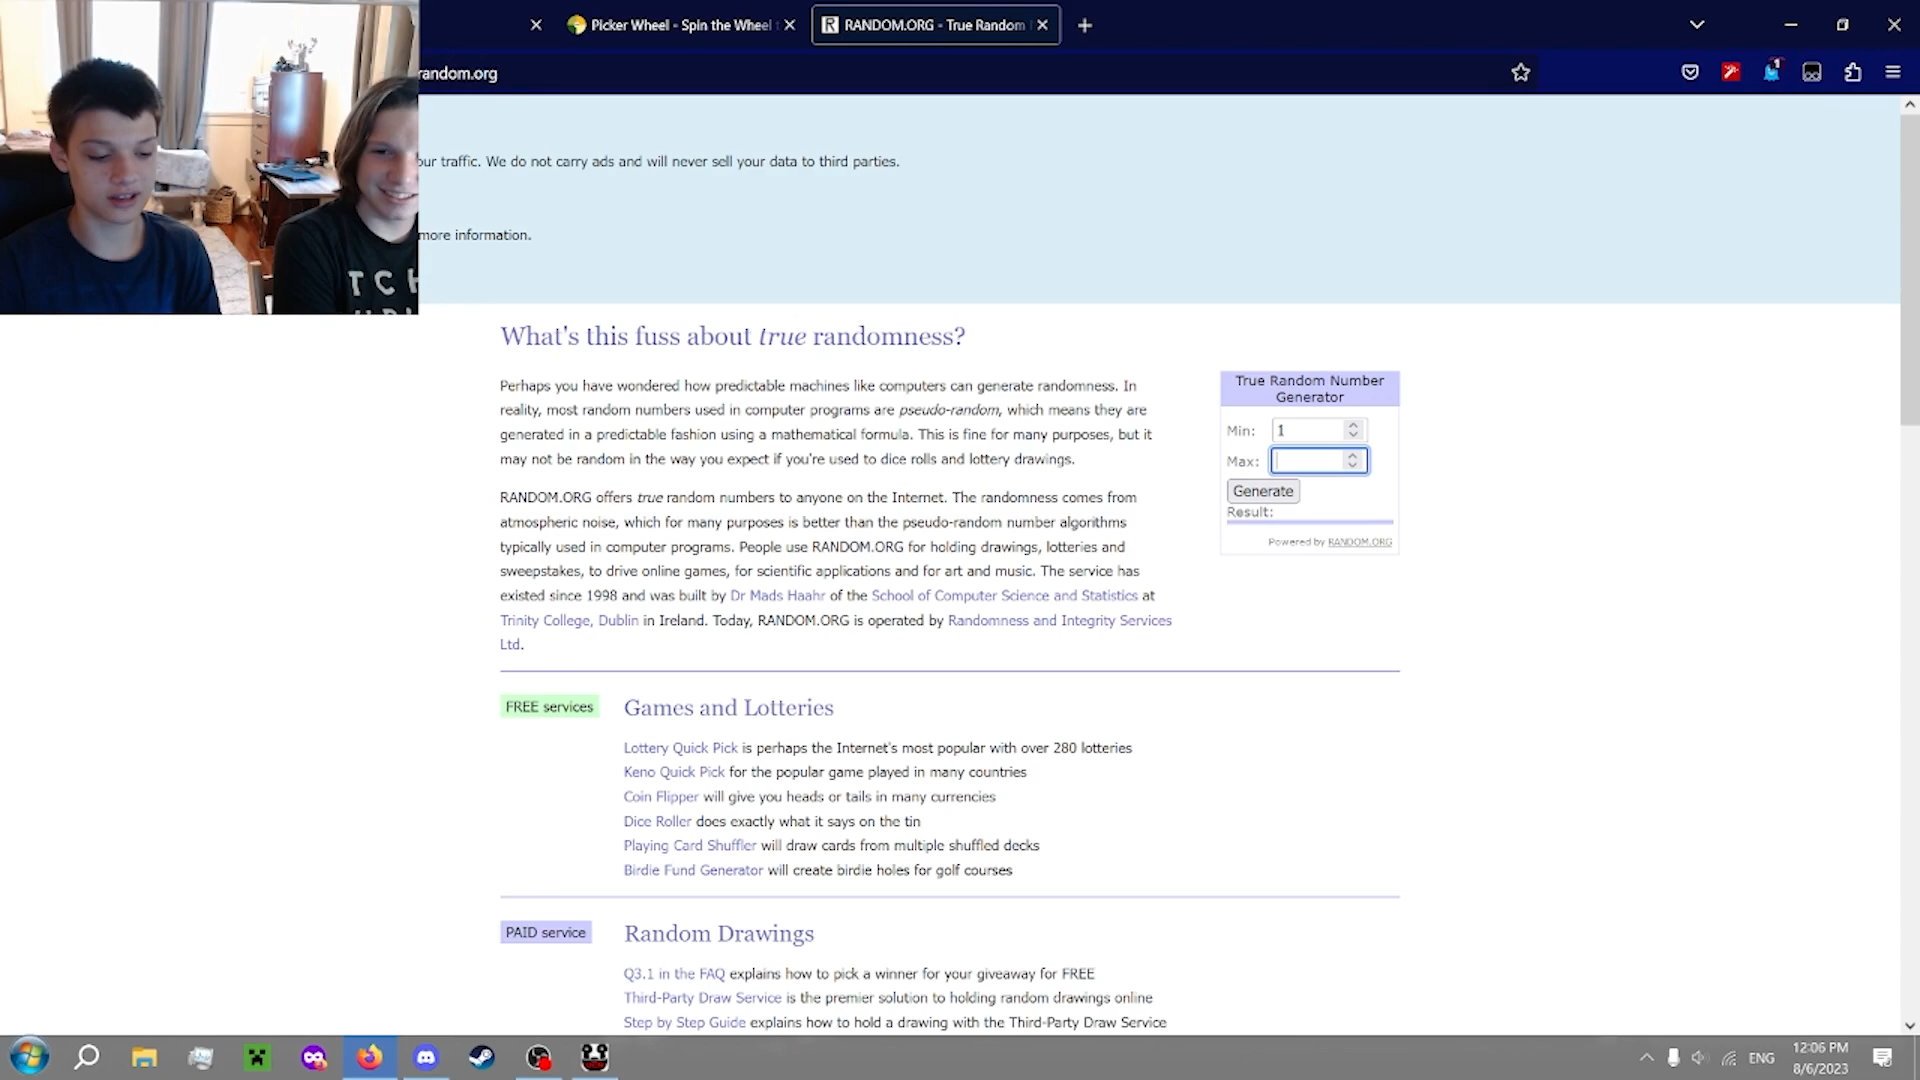 Picker Wheel - Spin the Wheel
RANDOM.ORG - True Random
random.org
our traffic. We do not carry ads and will never sell your data to third parties.
more information.
TCH
What's this fuss about true randomness?
Perhaps you have wondered how predictable machines like computers can generate randomness. In
reality, most random numbers used in computer programs are pseudo-random, which means they are
generated in a predictable fashion using a mathematical formula. This is fine for many purposes, but it
may not be random in the way you expect if you're used to dice rolls and lottery drawings.
RANDOM.ORG offers true random numbers to anyone on the Internet. The randomness comes from
atmospheric noise, which for many purposes is better than the pseudo-random number algorithms
typically used in computer programs. People use RANDOM.ORG for holding drawings, lotteries and
sweepstakes, to drive online games, for scientific applications and for art and music. The service has
existed since 1998 and was built by Dr Mads Haahr of the School of Computer Science and Statistics at
Trinity College, Dublin in Ireland. Today, RANDOM.ORG is operated by Randomness and Integrity Services
Ltd.
True Random Number
Generator
Min: 1
Max:
Generate
Result:
Powered by RANDOM.ORG
FREE services
Games and Lotteries
Lottery Quick Pick is perhaps the Internet's most popular with over 280 lotteries
Keno Quick Pick for the popular game played in many countries
Coin Flipper will give you heads or tails in many currencies
Dice Roller does exactly what it says on the tin
Playing Card Shuffler will draw cards from multiple shuffled decks
Birdie Fund Generator will create birdie holes for golf courses
PAID service
Random Drawings
Q3.1 in the FAQ explains how to pick a winner for your giveaway for FREE
Third-Party Draw Service is the premier solution to holding random drawings online
Step by Step Guide explains how to hold a drawing with the Third-Party Draw Service
ENG
12:06 PM
8/6/2023